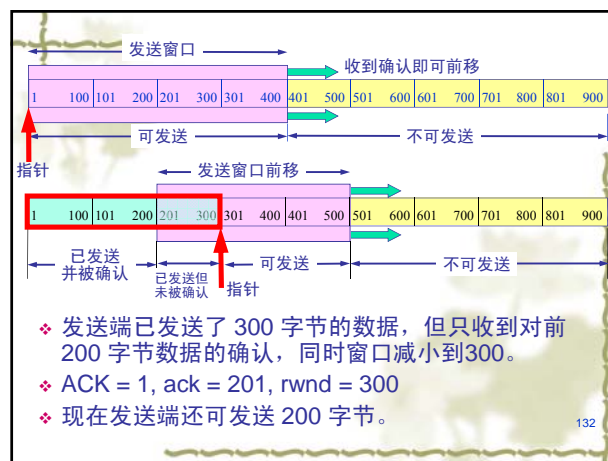 发送窗口
收到确认即可前移
1 100 101 200 201 300 301 400 401 500 501 600 601 700 701 800 801 900
可发送 不可发送
指针
发送窗口前移
1 100 101 200 201 300 301 400 401 500 501 600 601 700 701 800 801 900
已发送
并被确认
已发送但
未被确认
可发送 不可发送
指针
发送端已发送了 300 字节的数据，但只收到对前
200 字节数据的确认，同时窗口减小到300。
ACK = 1, ack = 201, rwnd = 300
现在发送端还可发送 200 字节。
132